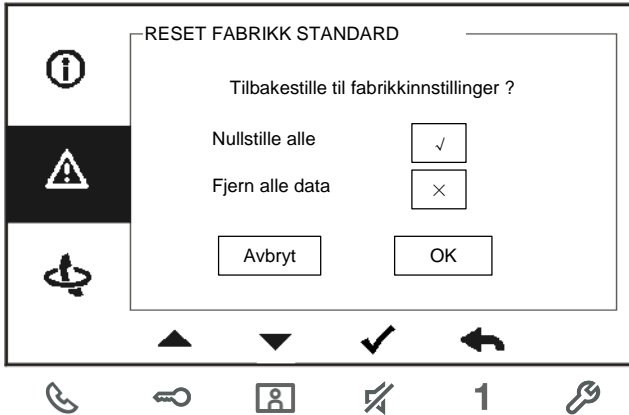 RESET FABRIKK STANDARD
Tilbakestille til fabrikkinnstillinger ?
Nullstille alle √
Fjern alle data ×
Avbryt OK
1